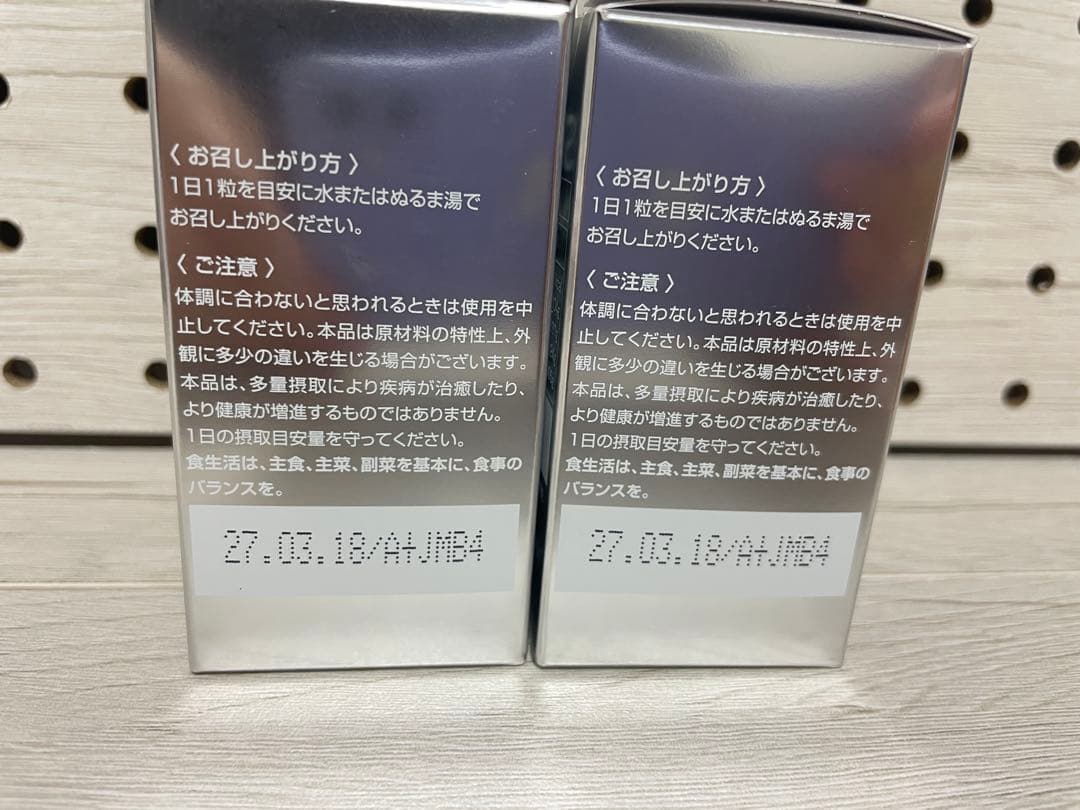 〈 お召し上がり方 〉
1日1粒を目安に水またはぬるま湯で
お召し上がりください。
〈 ご注意 〉
体調に合わないと思われるときは使用を中
止してください。本品は原材料の特性上、外
観に多少の違いを生じる場合がございます。
本品は、多量摂取により疾病が治癒したり、
より健康が増進するものではありません。
1日の摂取目安量を守ってください。
食生活は、主食、主菜、副菜を基本に、食事の
バランスを。
27.03.18/A+JMB4
〈 お召し上がり方 〉
1日1粒を目安に水またはぬるま湯で
お召し上がりください。
〈 ご注意 〉
体調に合わないと思われるときは使用を中
止してください。本品は原材料の特性上、外
観に多少の違いを生じる場合がございます。
本品は、多量摂取により疾病が治癒したり、
より健康が増進するものではありません。
1日の摂取目安量を守ってください。
食生活は、主食、主菜、副菜を基本に、食事の
バランスを。
27.03.18/A+JMB4